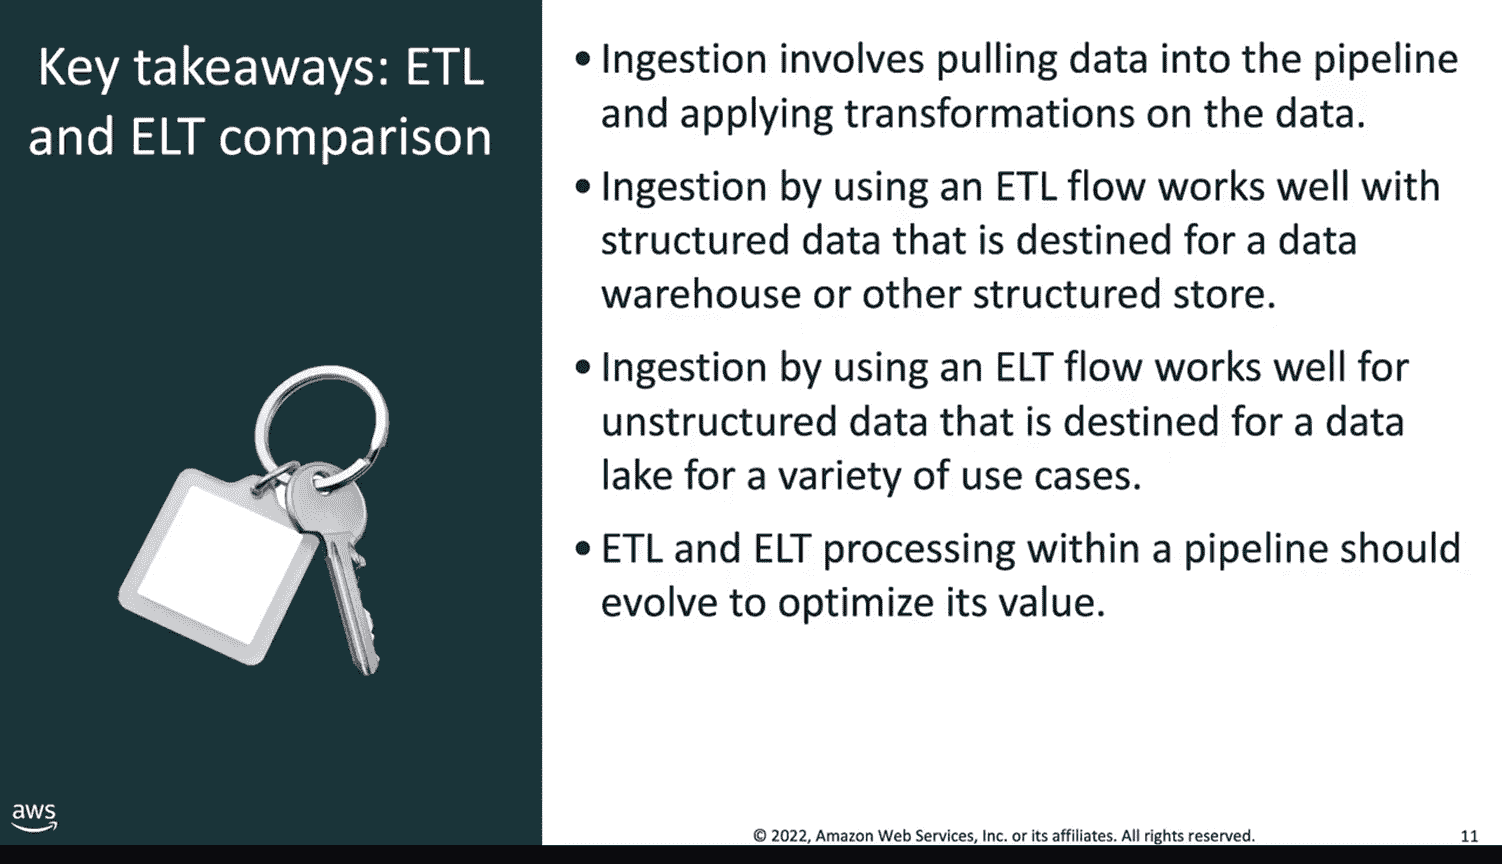 Key takeaways: ETL
and ELT comparison
• Ingestion involves pulling data into the pipeline
and applying transformations on the data.
• Ingestion by using an ETL flow works well with
structured data that is destined for a data
warehouse or other structured store.
• Ingestion by using an ELT flow works well for
unstructured data that is destined for a data
lake for a variety of use cases.
• ETL and ELT processing within a pipeline should
evolve to optimize its value.
aws
© 2022, Amazon Web Services, Inc. or its affiliates. All rights reserved.
11